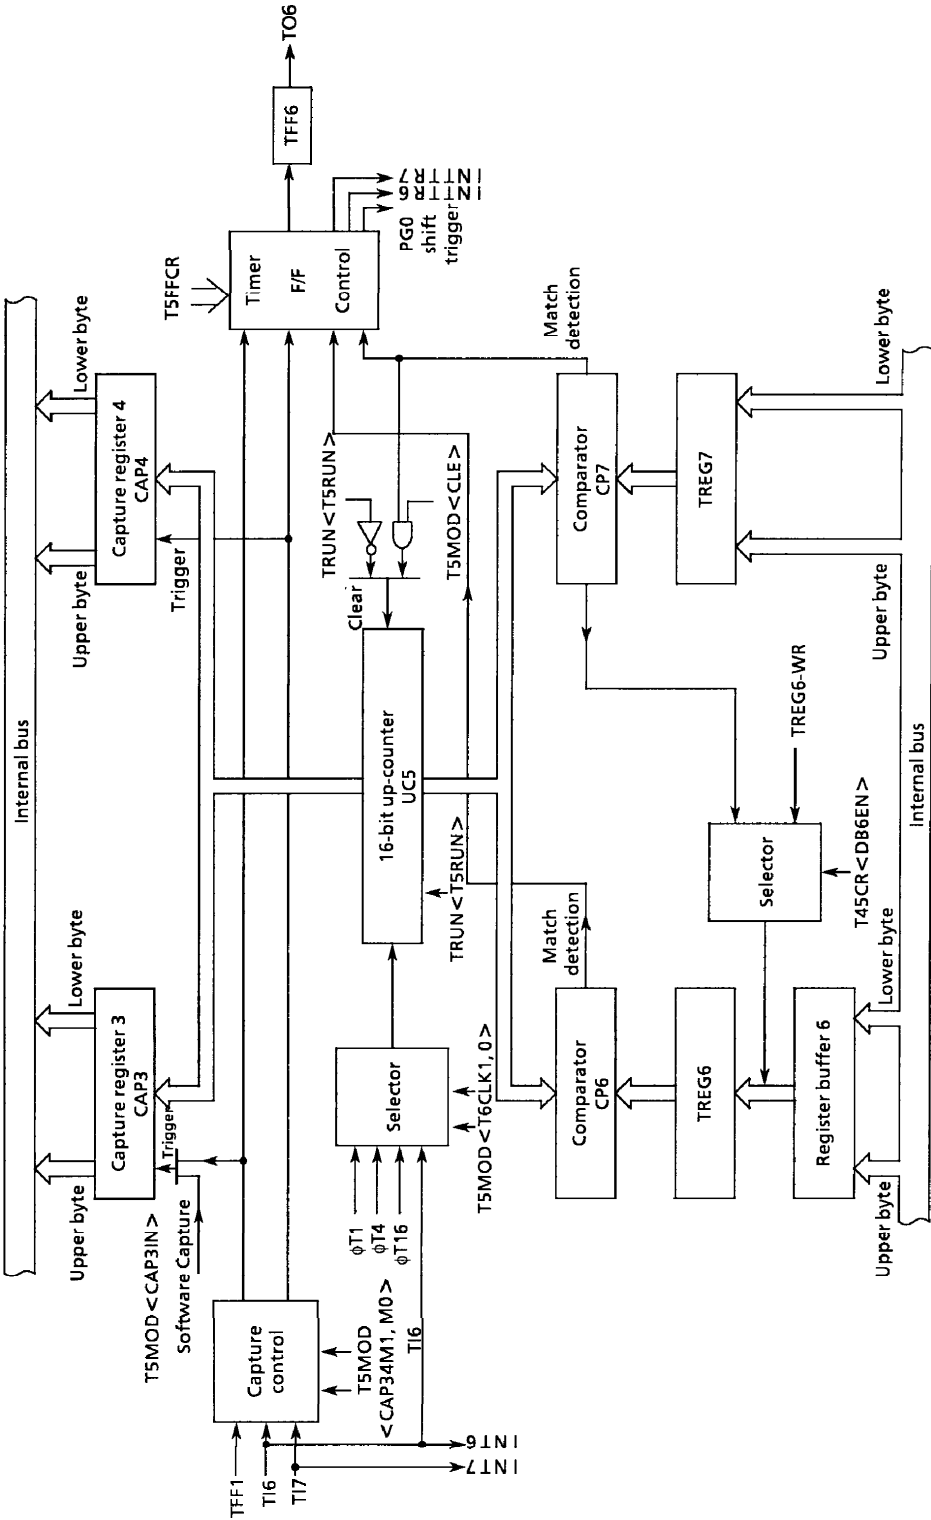 Internal bus
Upper byte
Lower byte
Upper byte
Lower byte
Capture register 3
CAP3
Capture register 4
CAP4
T5MOD<CAP3IN>
Software Capture
Trigger
Trigger
T5FFCR
TFF1
TI6
TI7
Capture
control
Timer
F/F
Control
TFF6
TO6
T5MOD
<CAP34M1, M0>
TI6
INT7
INT6
INTTR7
INTTR6
PG0
shift
trigger
ϕT1
ϕT4
ϕT16
Selector
T5MOD<T6CLK1, 0>
16-bit up-counter
UC5
TRUN<T5RUN>
Clear
TRUN<T5RUN>
T5MOD<CLE>
Comparator
CP6
Match
detection
Comparator
CP7
Match
detection
TREG6
TREG7
Selector
TREG6-WR
T45CR<DB6EN>
Register buffer 6
Upper byte
Lower byte
Upper byte
Lower byte
Internal bus